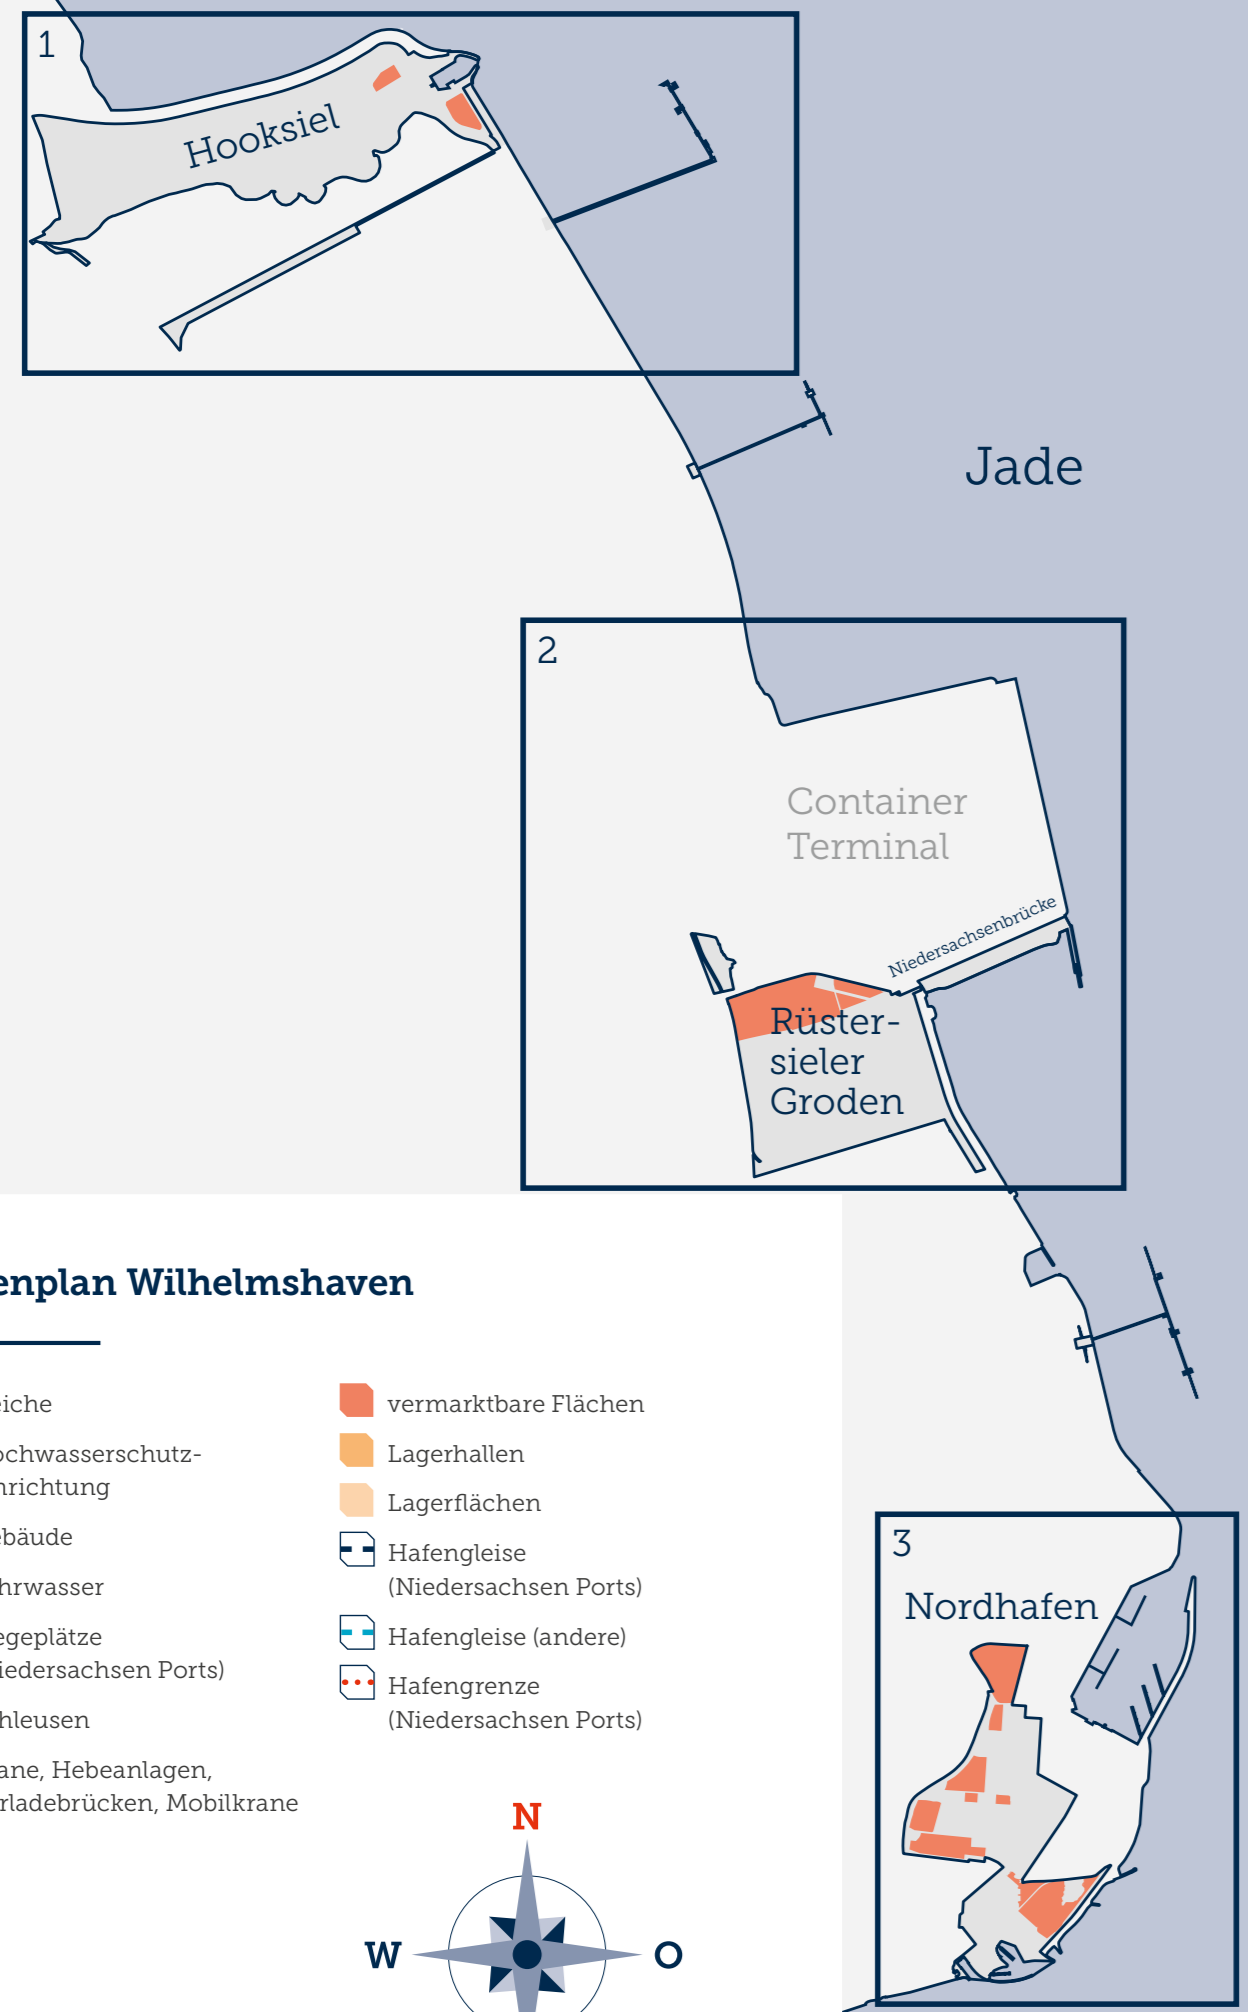 1
Hooksiel
Jade
2
Container
Terminal
Niedersachsenbrücke
Rüster-
sieler
Groden
enplan Wilhelmshaven
eiche
ochwasserschutz-
nrichtung
ebäude
hrwasser
egeplätze
iedersachsen Ports)
hleusen
ane, Hebeanlagen,
rladebrücken, Mobilkrane
vermarktbare Flächen
Lagerhallen
Lagerflächen
Hafengleise
(Niedersachsen Ports)
Hafengleise (andere)
Hafengrenze
(Niedersachsen Ports)
N
W
O
3
Nordhafen